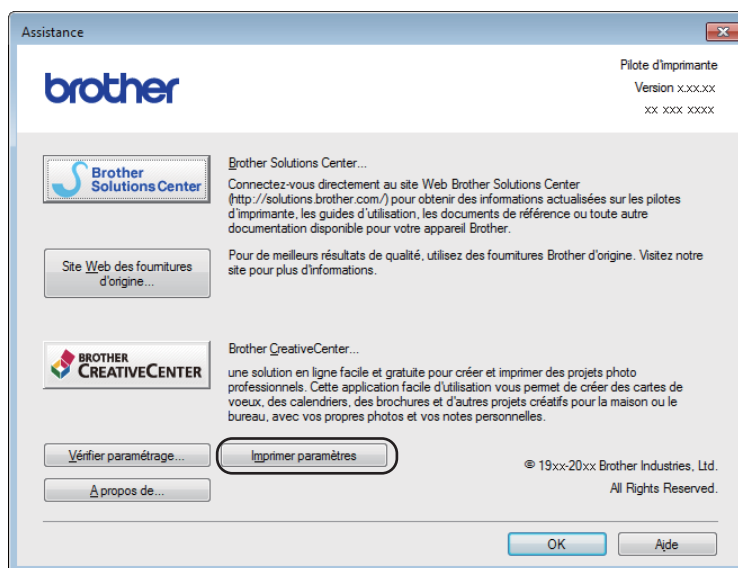 Assistance
brother
Pilote d'imprimante
Version x.xx.xx
xx xxx xxxx
Brother
Solutions Center
Brother Solutions Center...
Connectez-vous directement au site Web Brother Solutions Center
(http://solutions.brother.com/) pour obtenir des informations actualisées sur les pilotes
d'imprimante, les guides d'utilisation, les documents de référence ou toute autre
documentation disponible pour votre appareil Brother.
Site Web des fournitures
d'origine...
Pour de meilleurs résultats de qualité, utilisez des fournitures Brother d'origine. Visitez notre
site pour plus d'informations.
BROTHER
CREATIVECENTER
Brother CreativeCenter...
une solution en ligne facile et gratuite pour créer et imprimer des projets photo
professionnels. Cette application facile d'utilisation vous permet de créer des cartes de
voeux, des calendriers, des brochures et d'autres projets créatifs pour la maison ou le
bureau, avec vos propres photos et vos notes personnelles.
Vérifier paramétrage...
Imprimer paramètres
A propos de...
© 19xx-20xx Brother Industries, Ltd.
All Rights Reserved.
OK
Aide